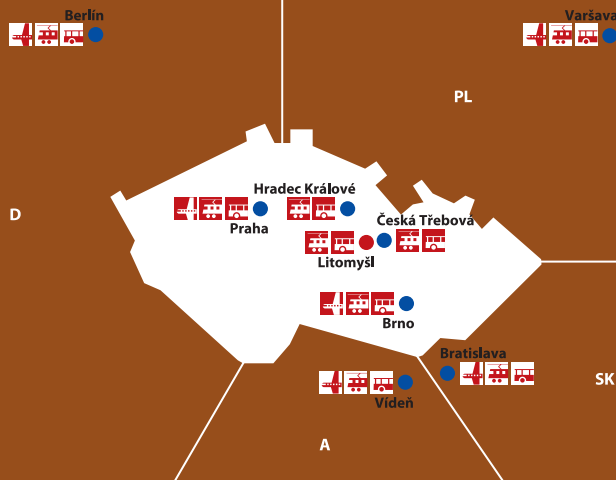 Berlín
Varšava
PL
D
Hradec Králové
Praha
Česká Třebová
Litomyšl
Brno
Bratislava
SK
Vídeň
A